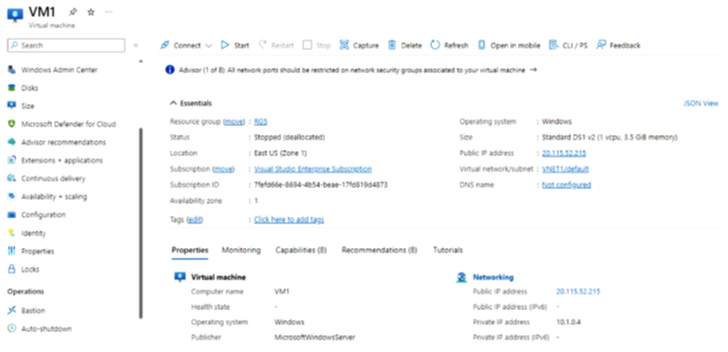 VM1
Virtual machine
Search
Connect
Start
Restart
Stop
Capture
Delete
Refresh
Open in mobile
CLI / PS
Feedback
Windows Admin Center
Disks
Size
Microsoft Defender for Cloud
Advisor recommendations
Extensions + applications
Continuous delivery
Availability + scaling
Configuration
Identity
Properties
Locks
Operations
Bastion
Auto-shutdown
Advisor (1 of 8): All network ports should be restricted on network security groups associated to your virtual machine →
Essentials
JSON View
Resource group (move) : RG5
Status : Stopped (deallocated)
Location : East US (Zone 1)
Subscription (move) : Visual Studio Enterprise Subscription
Subscription ID : 7fefd66e-8694-4b54-beae-17fd819d4873
Availability zone : 1
Tags (edit) : Click here to add tags
Operating system : Windows
Size : Standard DS1 v2 (1 vcpu, 3.5 GiB memory)
Public IP address : 20.115.52.215
Virtual network/subnet : VNET1/default
DNS name : Not configured
Properties
Monitoring
Capabilities (8)
Recommendations (8)
Tutorials
Virtual machine
Computer name VM1
Health state -
Operating system Windows
Publisher MicrosoftWindowsServer
Networking
Public IP address 20.115.52.215
Public IP address (IPv6) -
Private IP address 10.1.0.4
Private IP address (IPv6) -